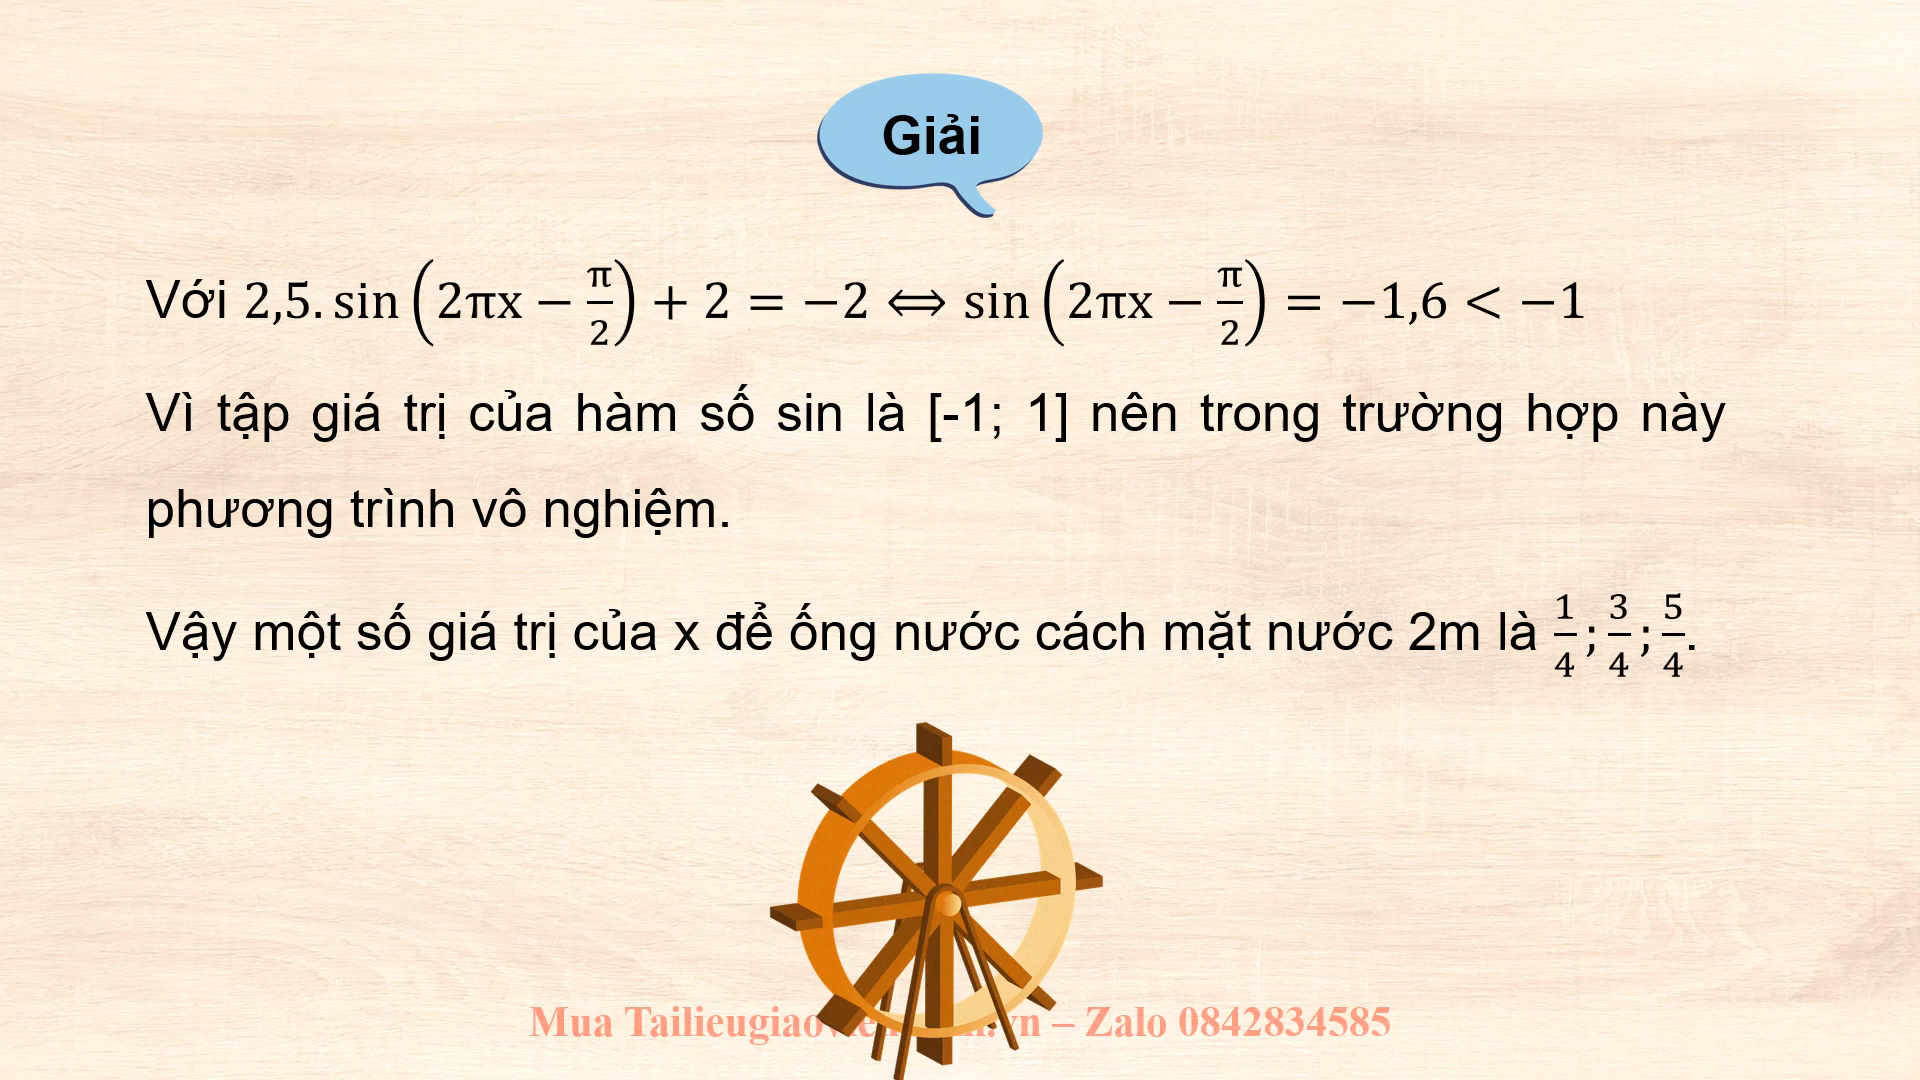 Giải
Với 2,5. sin(2πx − π/2) + 2 = −2 ⟺ sin(2πx − π/2) = −1,6 < −1
Vì tập giá trị của hàm số sin là [-1; 1] nên trong trường hợp này
phương trình vô nghiệm.
Vậy một số giá trị của x để ống nước cách mặt nước 2m là 1/4 ; 3/4 ; 5/4.
Mua – Zalo 0842834585